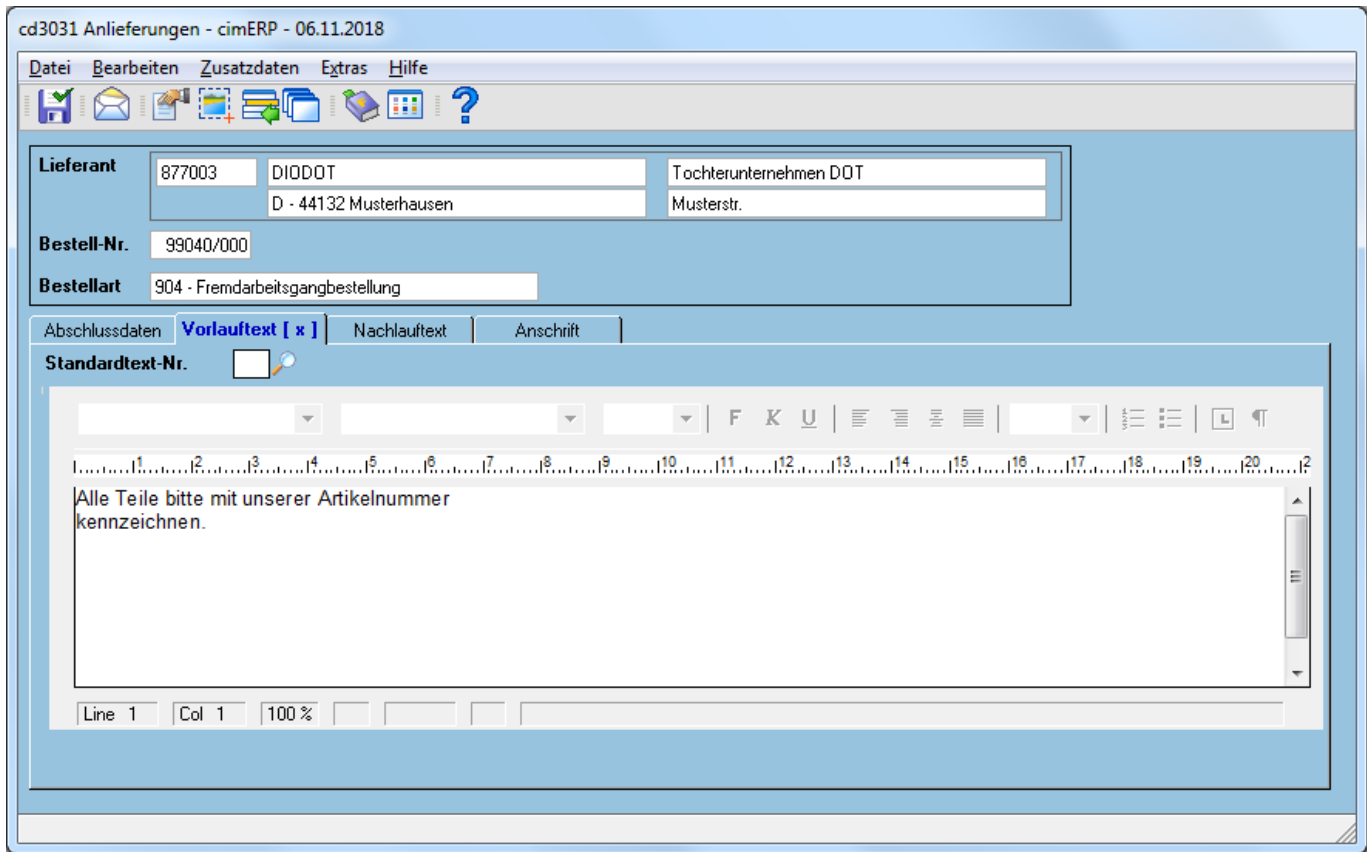 cd3031 Anlieferungen - cimERP - 06.11.2018
Datei Bearbeiten Zusatzdaten Extras Hilfe
Lieferant 877003 DIODOT Tochterunternehmen DOT
D - 44132 Musterhausen Musterstr.
Bestell-Nr. 99040/000
Bestellart 904 - Fremdarbeitsgangbestellung
Abschlussdaten Vorlauftext [ x ] Nachlauftext Anschrift
Standardtext-Nr.
F K U L ¶
1 2 3 4 5 6 7 8 9 10 11 12 13 14 15 16 17 18 19 20 2
Alle Teile bitte mit unserer Artikelnummer
kennzeichnen.
Line 1 Col 1 100 %